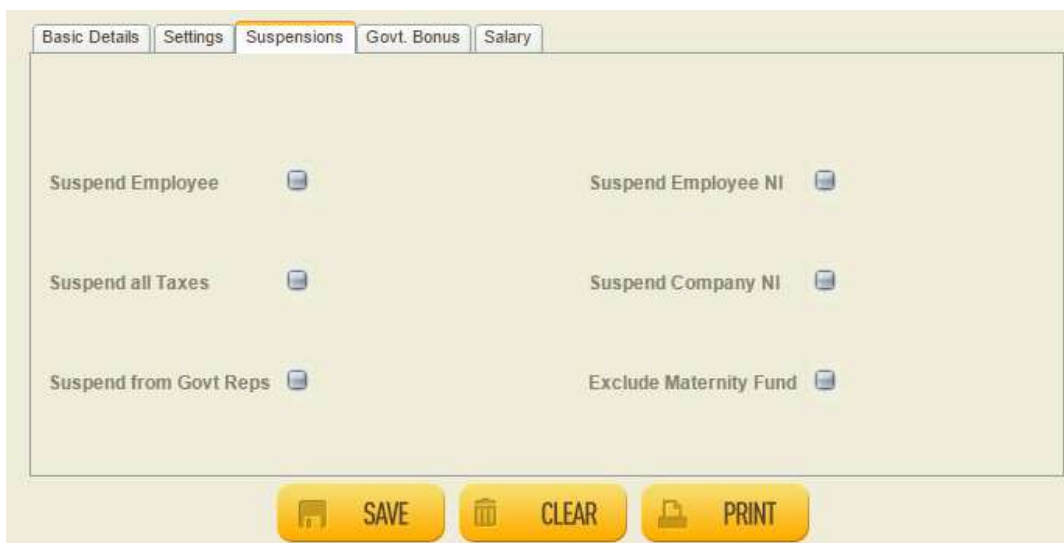 Basic Details Settings Suspensions Govt. Bonus Salary
Suspend Employee Suspend Employee NI
Suspend all Taxes Suspend Company NI
Suspend from Govt Reps Exclude Maternity Fund
SAVE CLEAR PRINT